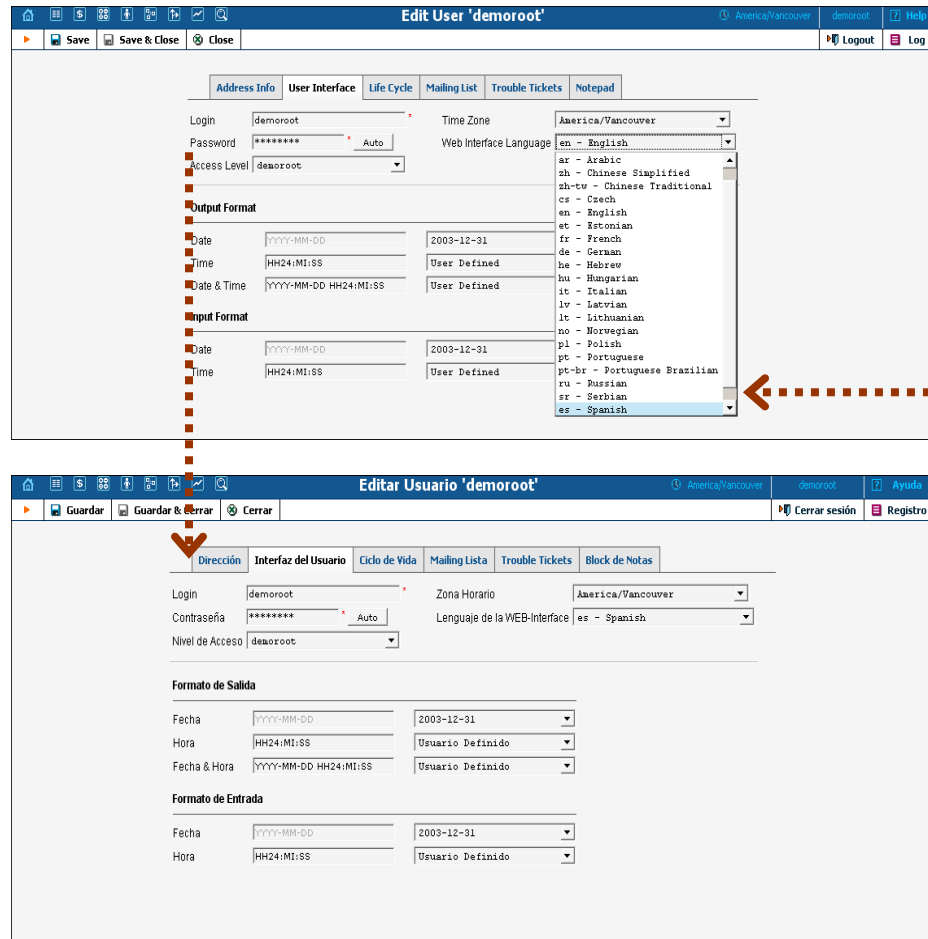 Edit User 'demoroot' America/Vancouver demoroot ? Help
Save Save & Close Close Logout Log
Address Info User Interface Life Cycle Mailing List Trouble Tickets Notepad
Login demoroot * Time Zone America/Vancouver
Password ******** * Auto Web Interface Language en - English
Access Level demoroot
ar - Arabic
zh - Chinese Simplified
zh-tw - Chinese Traditional
cs - Czech
en - English
et - Estonian
fr - French
de - German
he - Hebrew
hu - Hungarian
it - Italian
lv - Latvian
lt - Lithuanian
no - Norwegian
pl - Polish
pt - Portuguese
pt-br - Portuguese Brazilian
ru - Russian
sr - Serbian
es - Spanish
Output Format
Date YYYY-MM-DD 2003-12-31
Time HH24:MI:SS User Defined
Date & Time YYYY-MM-DD HH24:MI:SS User Defined
Input Format
Date YYYY-MM-DD 2003-12-31
Time HH24:MI:SS User Defined
Editar Usuario 'demoroot' America/Vancouver demoroot ? Ayuda
Guardar Guardar & Cerrar Cerrar Cerrar sesión Registro
Dirección Interfaz del Usuario Ciclo de Vida Mailing Lista Trouble Tickets Block de Notas
Login demoroot * Zona Horario America/Vancouver
Contraseña ******** * Auto Lenguaje de la WEB-Interface es - Spanish
Nivel de Acceso demoroot
Formato de Salida
Fecha YYYY-MM-DD 2003-12-31
Hora HH24:MI:SS Usuario Definido
Fecha & Hora YYYY-MM-DD HH24:MI:SS Usuario Definido
Formato de Entrada
Fecha YYYY-MM-DD 2003-12-31
Hora HH24:MI:SS Usuario Definido